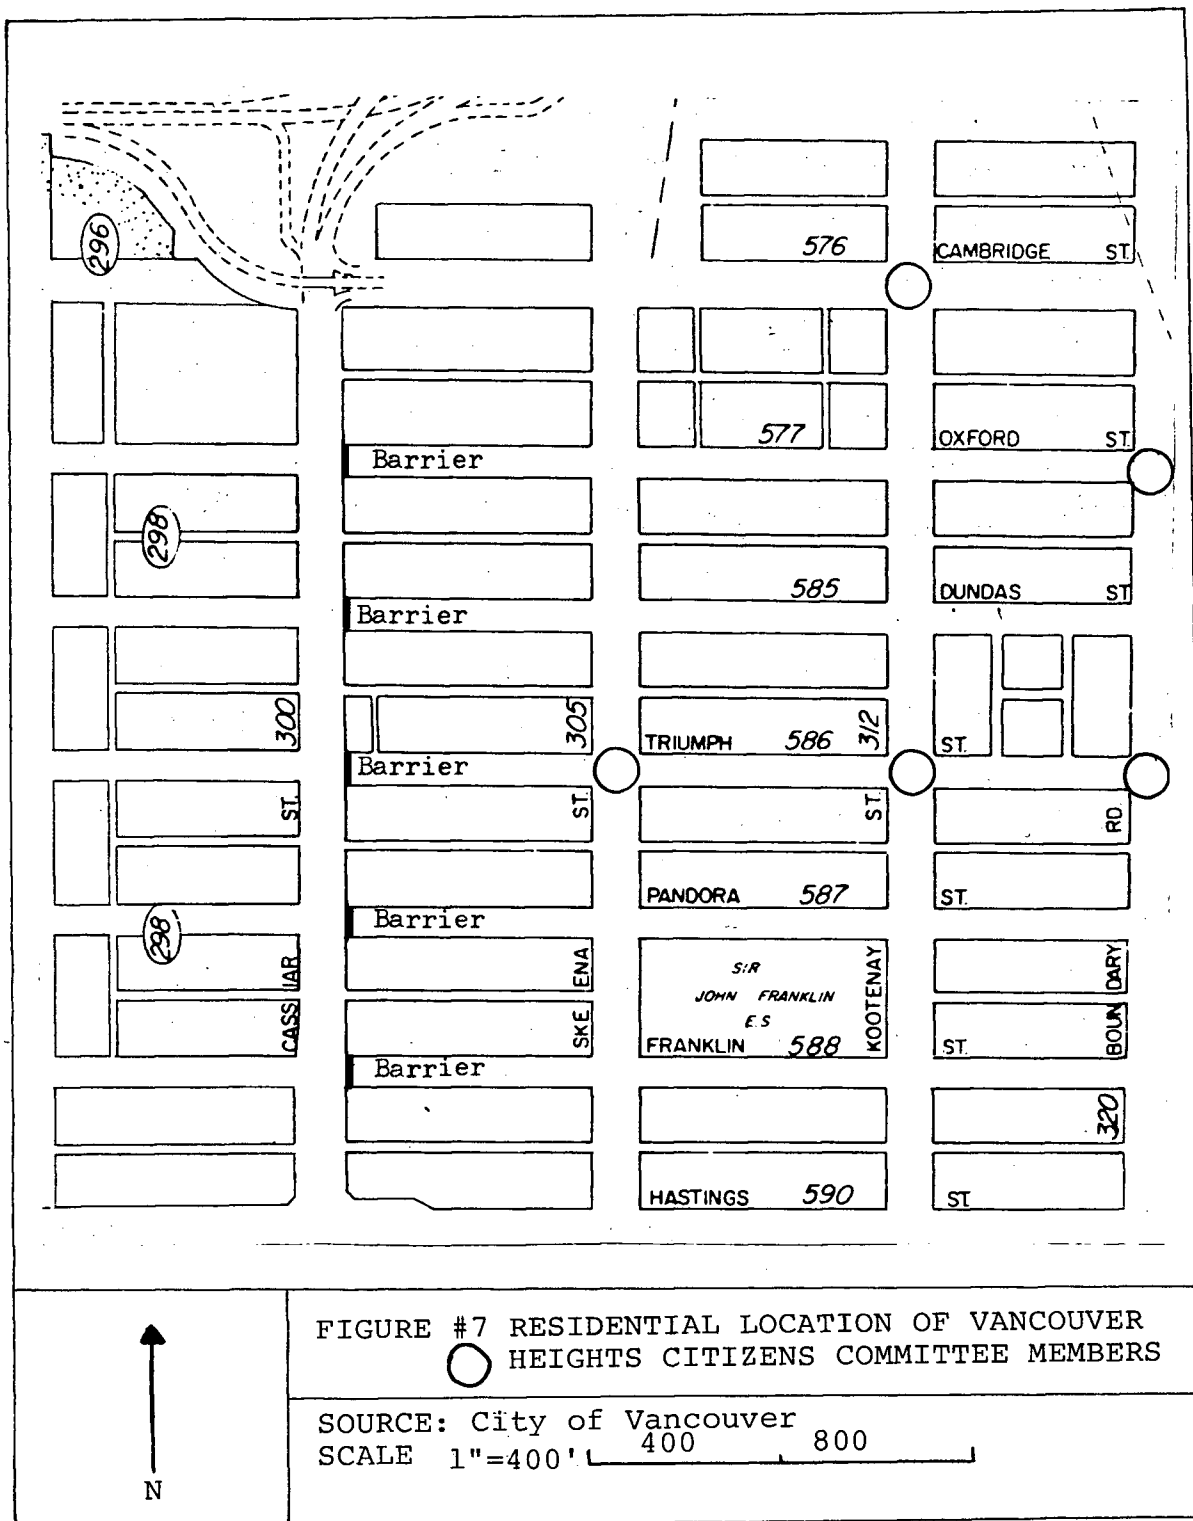 296
576
CAMBRIDGE ST.
577
OXFORD ST.
Barrier
298
585
DUNDAS ST
Barrier
300
305
TRIUMPH 586 312 ST.
Barrier
ST.
ST.
ST.
RD.
PANDORA 587 ST.
Barrier
298
CASSIAR
SKEENA
SIR
JOHN FRANKLIN
E.S
KOOTENAY
BOUNDARY
FRANKLIN 588 ST.
Barrier
320
HASTINGS 590 ST
FIGURE #7 RESIDENTIAL LOCATION OF VANCOUVER
HEIGHTS CITIZENS COMMITTEE MEMBERS
SOURCE: City of Vancouver
SCALE 1"=400' 400 800
N